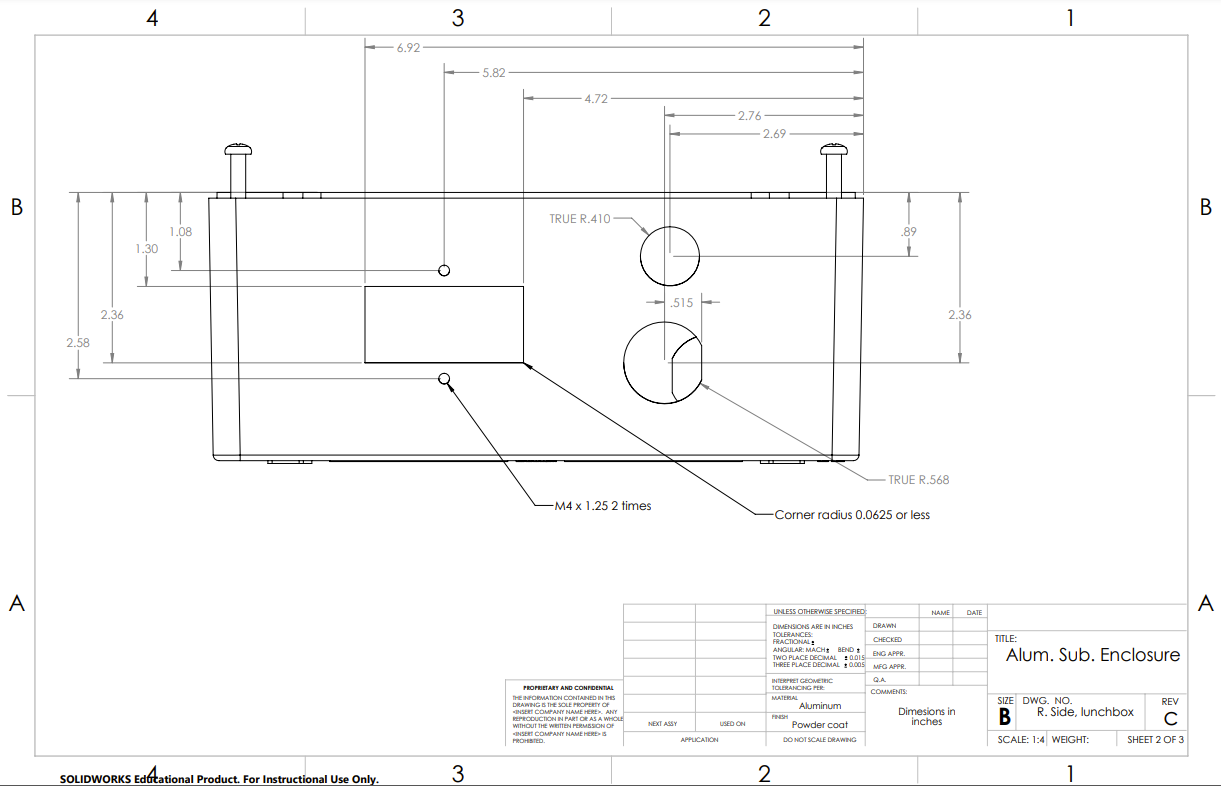 4 3 2 1
6.92
5.82
4.72
2.76
2.69
B B
TRUE R.410
1.08
.89
1.30
.515
2.36 2.36
2.58
TRUE R.568
M4 x 1.25 2 times
Corner radius 0.0625 or less
A A
UNLESS OTHERWISE SPECIFIED:
DIMENSIONS ARE IN INCHES
TOLERANCES:
FRACTIONAL ±
ANGULAR: MACH ± BEND ±
TWO PLACE DECIMAL ± 0.015
THREE PLACE DECIMAL ± 0.005
INTERPRET GEOMETRIC
TOLERANCING PER:
MATERIAL
Aluminum
FINISH
Powder coat
DO NOT SCALE DRAWING
NAME DATE
DRAWN
CHECKED
ENG APPR.
MFG APPR.
Q.A.
COMMENTS:
Dimesions in
inches
TITLE:
Alum. Sub. Enclosure
SIZE DWG. NO. REV
B R. Side, lunchbox C
SCALE: 1:4 WEIGHT: SHEET 2 OF 3
PROPRIETARY AND CONFIDENTIAL
THE INFORMATION CONTAINED IN THIS
DRAWING IS THE SOLE PROPERTY OF
<INSERT COMPANY NAME HERE>. ANY
REPRODUCTION IN PART OR AS A WHOLE
WITHOUT THE WRITTEN PERMISSION OF
<INSERT COMPANY NAME HERE> IS
PROHIBITED.
NEXT ASSY USED ON
APPLICATION
4 3 2 1
SOLIDWORKS Educational Product. For Instructional Use Only.